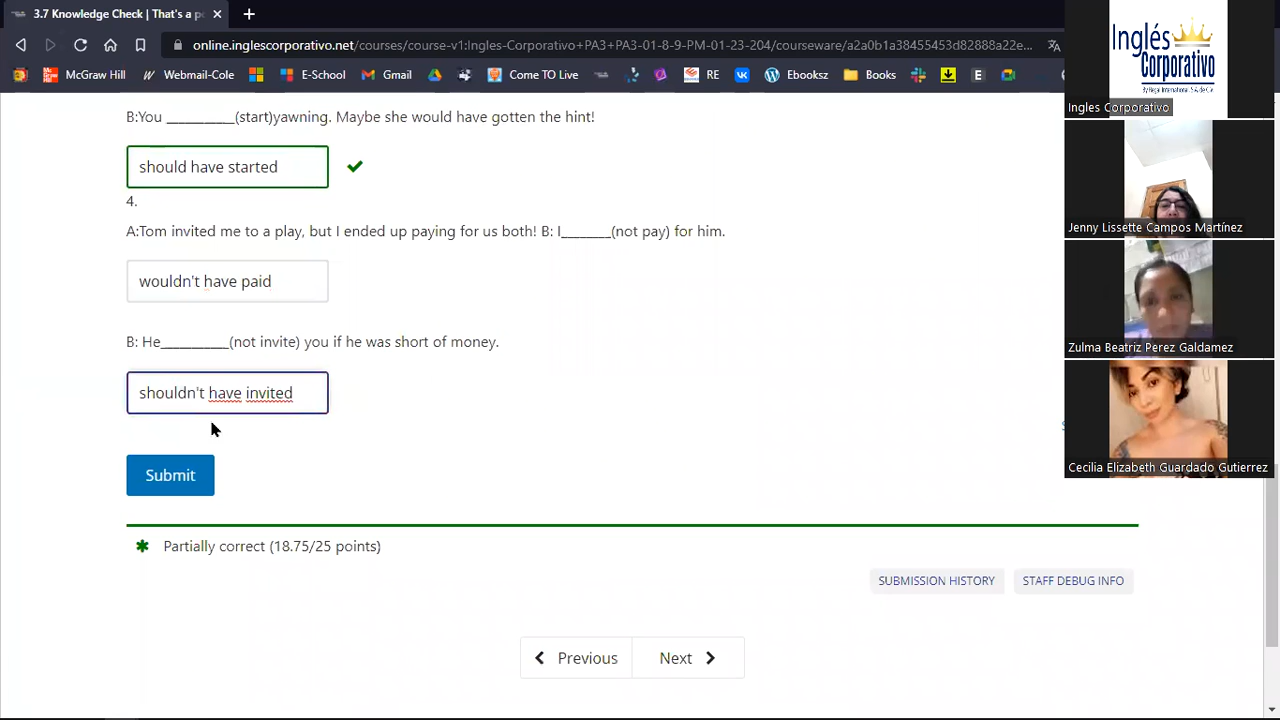 3.7 Knowledge Check | That's a p
online.inglescorporativo.net/courses/course-v1:Ingles-Corporativo+PA3+PA3-01-8-9-PM-01-23-204/courseware/a2a0b1
McGraw Hill Webmail-Cole E-School Gmail Come TO Live RE Ebooksz Books E
B:You __________(start)yawning. Maybe she would have gotten the hint!
should have started
4.
A:Tom invited me to a play, but I ended up paying for us both! B: I_______(not pay) for him.
wouldn't have paid
B: He__________(not invite) you if he was short of money.
shouldn't have invited
Submit
Partially correct (18.75/25 points)
SUBMISSION HISTORY STAFF DEBUG INFO
Previous Next
Inglés
Corporativo
Ingles Corporativo
Jenny Lissette Campos Martínez
Zulma Beatriz Perez Galdamez
Cecilia Elizabeth Guardado Gutierrez